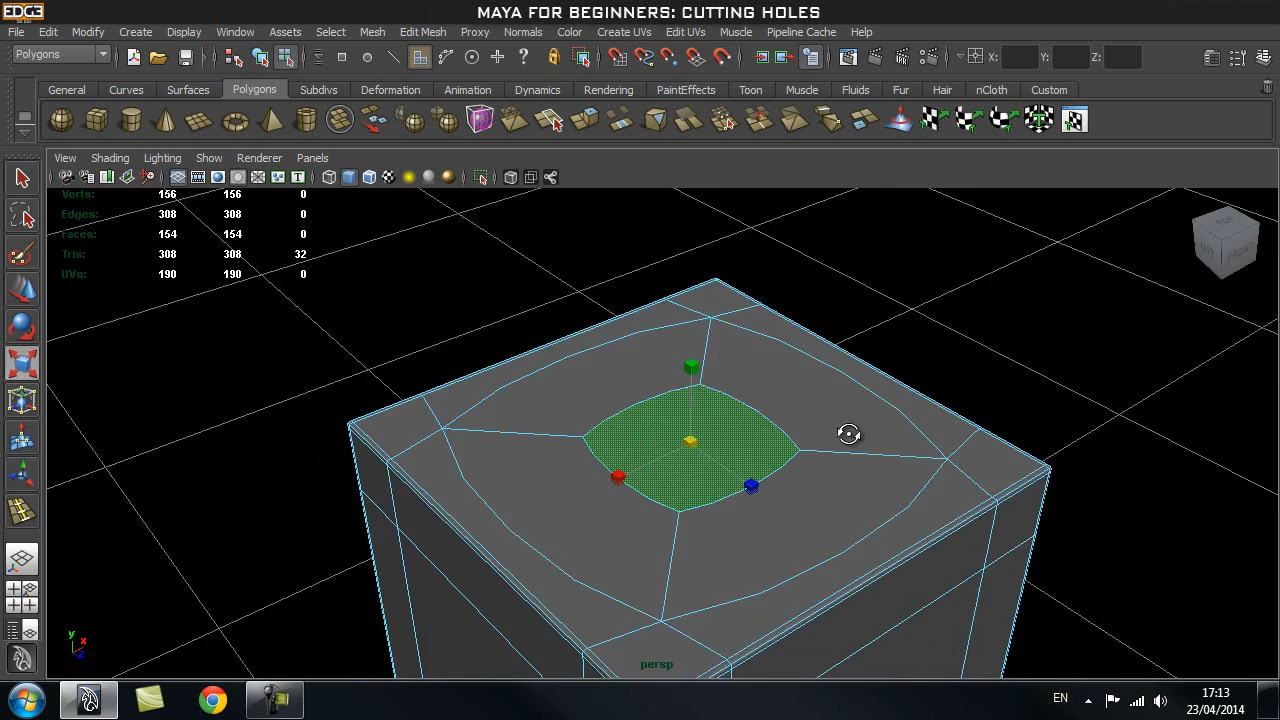 EDGE
MAYA FOR BEGINNERS: CUTTING HOLES
File Edit Modify Create Display Window Assets Select Mesh Edit Mesh Proxy Normals Color Create UVs Edit UVs Muscle Pipeline Cache Help
Polygons X: Y: Z:
General Curves Surfaces Polygons Subdivs Deformation Animation Dynamics Rendering PaintEffects Toon Muscle Fluids Fur Hair nCloth Custom
View Shading Lighting Show Renderer Panels
Verts: 156 156 0
Edges: 308 308 0
Faces: 154 154 0
Tris: 308 308 32
UVs: 190 190 0
TOP
FRONT
y
x
z
persp
EN
17:13
23/04/2014